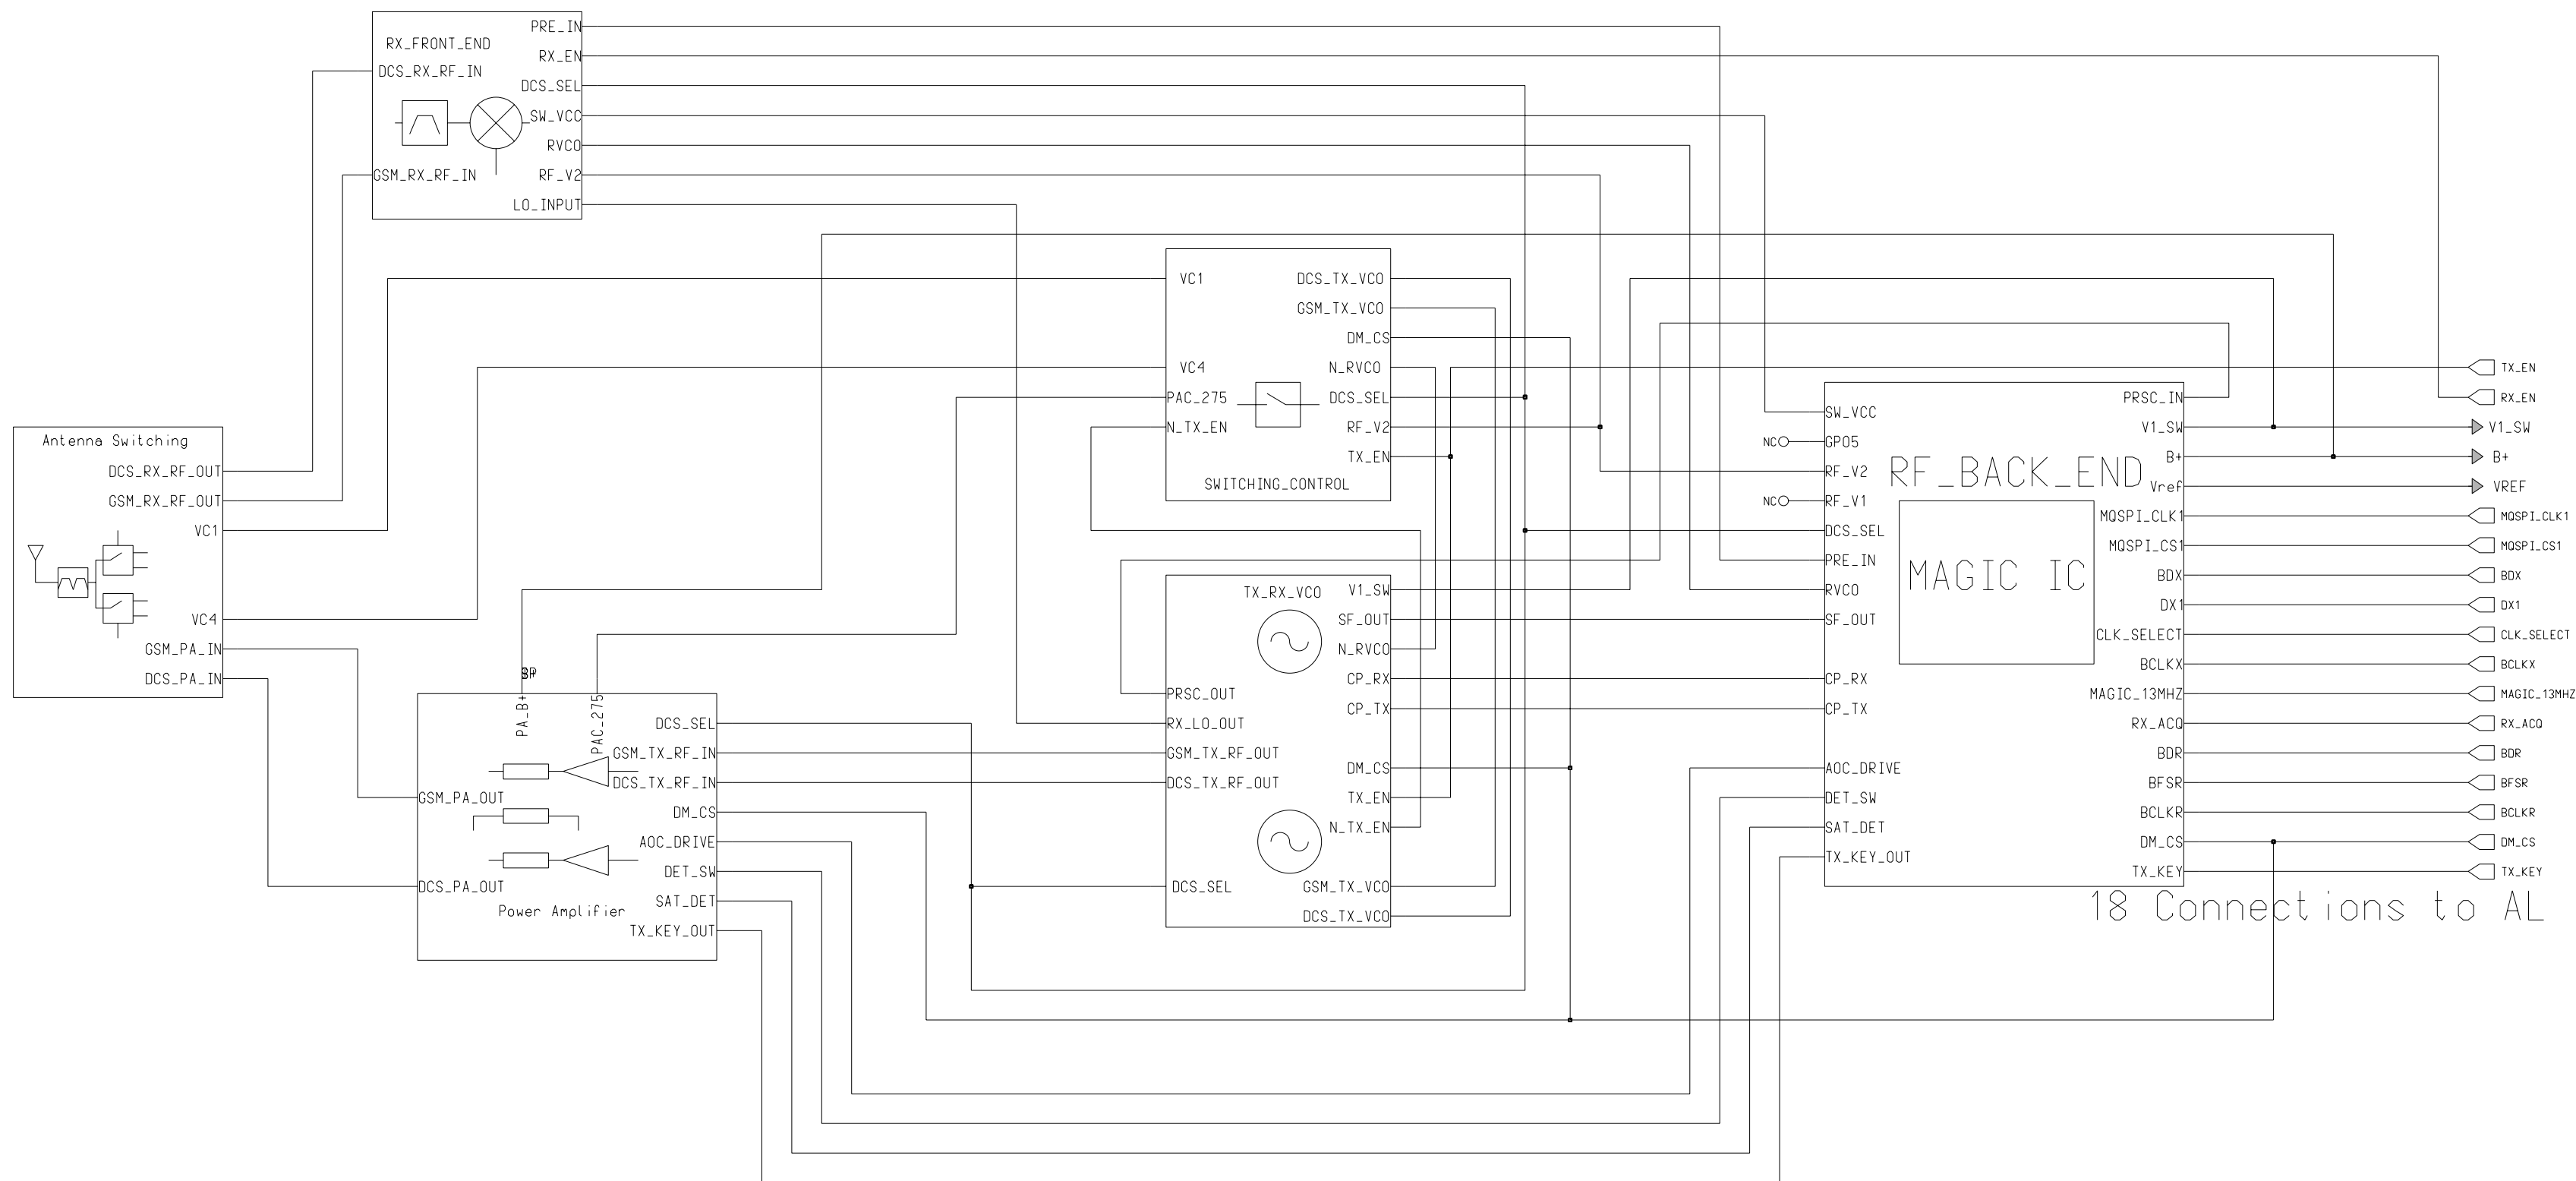 RX_FRONT_END
DCS_RX_RF_IN
GSM_RX_RF_IN
PRE_IN
RX_EN
DCS_SEL
SW_VCC
RVCO
RF_V2
LO_INPUT
Antenna Switching
DCS_RX_RF_OUT
GSM_RX_RF_OUT
VC1
VC4
GSM_PA_IN
DCS_PA_IN
PA_B+
PAC_275
DCS_SEL
GSM_TX_RF_IN
DCS_TX_RF_IN
DM_CS
AOC_DRIVE
DET_SW
SAT_DET
TX_KEY_OUT
GSM_PA_OUT
DCS_PA_OUT
Power Amplifier
VC1
VC4
PAC_275
N_TX_EN
DCS_TX_VCO
GSM_TX_VCO
DM_CS
N_RVCO
DCS_SEL
RF_V2
TX_EN
SWITCHING_CONTROL
TX_RX_VCO
PRSC_OUT
RX_LO_OUT
GSM_TX_RF_OUT
DCS_TX_RF_OUT
DCS_SEL
V1_SW
SF_OUT
N_RVCO
CP_RX
CP_TX
DM_CS
TX_EN
N_TX_EN
GSM_TX_VCO
DCS_TX_VCO
RF_BACK_END
MAGIC IC
SW_VCC
NC GPO5
RF_V2
NC RF_V1
DCS_SEL
PRE_IN
RVCO
SF_OUT
CP_RX
CP_TX
AOC_DRIVE
DET_SW
SAT_DET
TX_KEY_OUT
PRSC_IN
V1_SW
B+
Vref
MQSPI_CLK1
MQSPI_CS1
BDX
DX1
CLK_SELECT
BCLKX
MAGIC_13MHZ
RX_ACQ
BDR
BFSR
BCLKR
DM_CS
TX_KEY
TX_EN
RX_EN
V1_SW
B+
VREF
MQSPI_CLK1
MQSPI_CS1
BDX
DX1
CLK_SELECT
BCLKX
MAGIC_13MHZ
RX_ACQ
BDR
BFSR
BCLKR
DM_CS
TX_KEY
18 Connections to AL